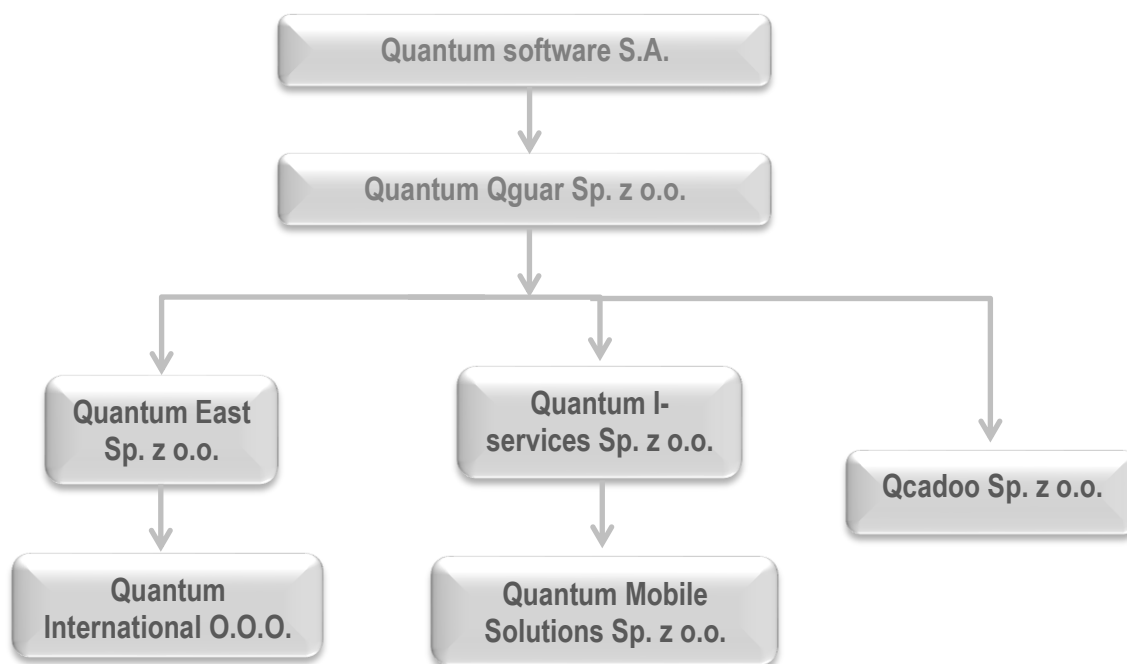 Quantum software S.A.
Quantum Qguar Sp. z o.o.
Quantum East
Sp. z o.o.
Quantum I-
services Sp. z o.o.
Qcadoo Sp. z o.o.
Quantum
International O.O.O.
Quantum Mobile
Solutions Sp. z o.o.